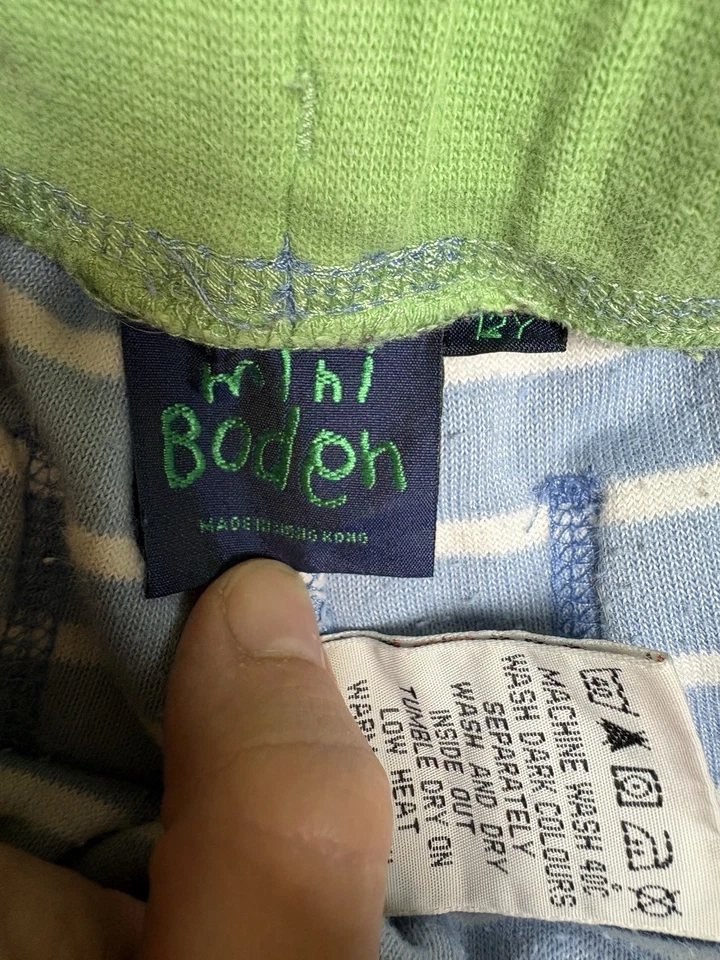 12Y
mini
Boden
MADE IN HONG KONG
MACHINE WASH 40°C
WASH DARK COLOURS
SEPARATELY
WASH AND DRY
INSIDE OUT
TUMBLE DRY ON
LOW HEAT